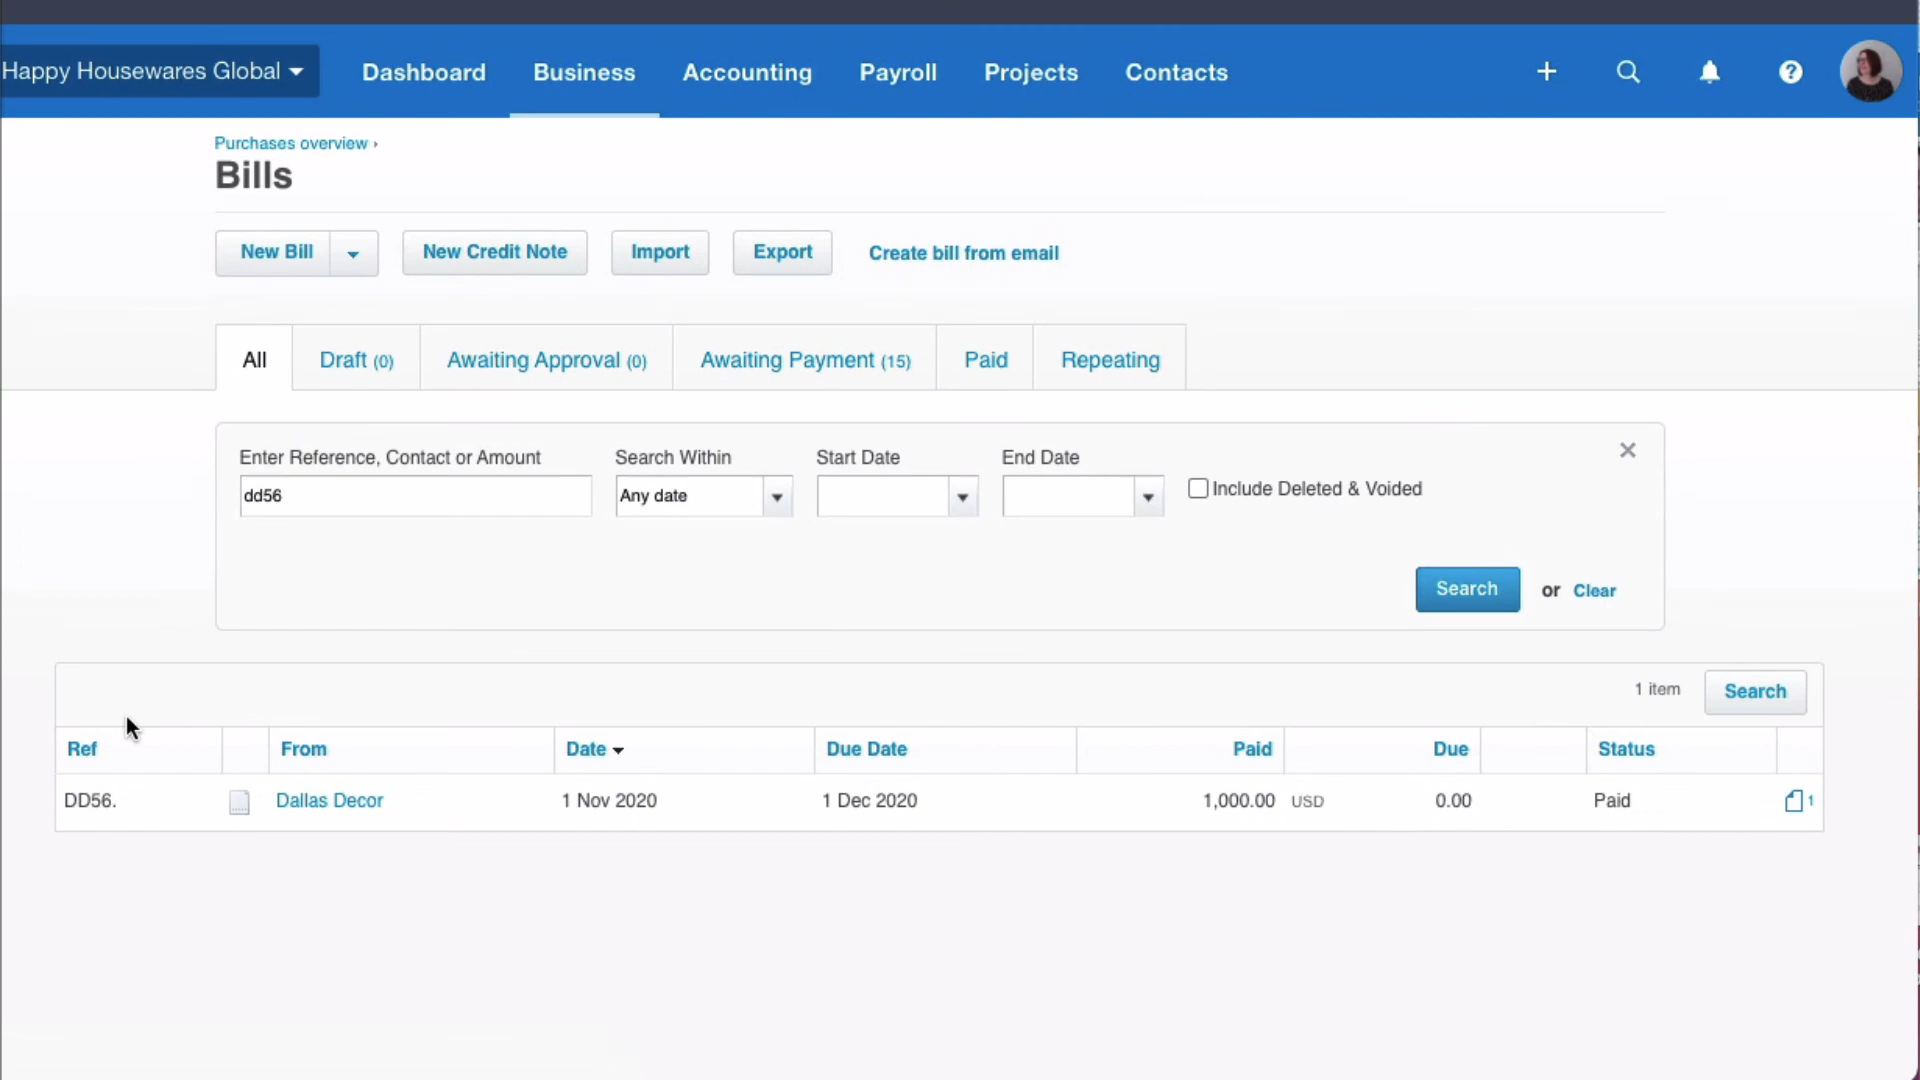 Happy Housewares Global Dashboard Business Accounting Payroll Projects Contacts
Purchases overview ›
Bills
New Bill New Credit Note Import Export Create bill from email
All Draft (0) Awaiting Approval (0) Awaiting Payment (15) Paid Repeating
Enter Reference, Contact or Amount Search Within Start Date End Date
dd56 Any date Include Deleted & Voided
Search or Clear
1 item Search
Ref From Date Due Date Paid Due Status
DD56. Dallas Decor 1 Nov 2020 1 Dec 2020 1,000.00 USD 0.00 Paid 1